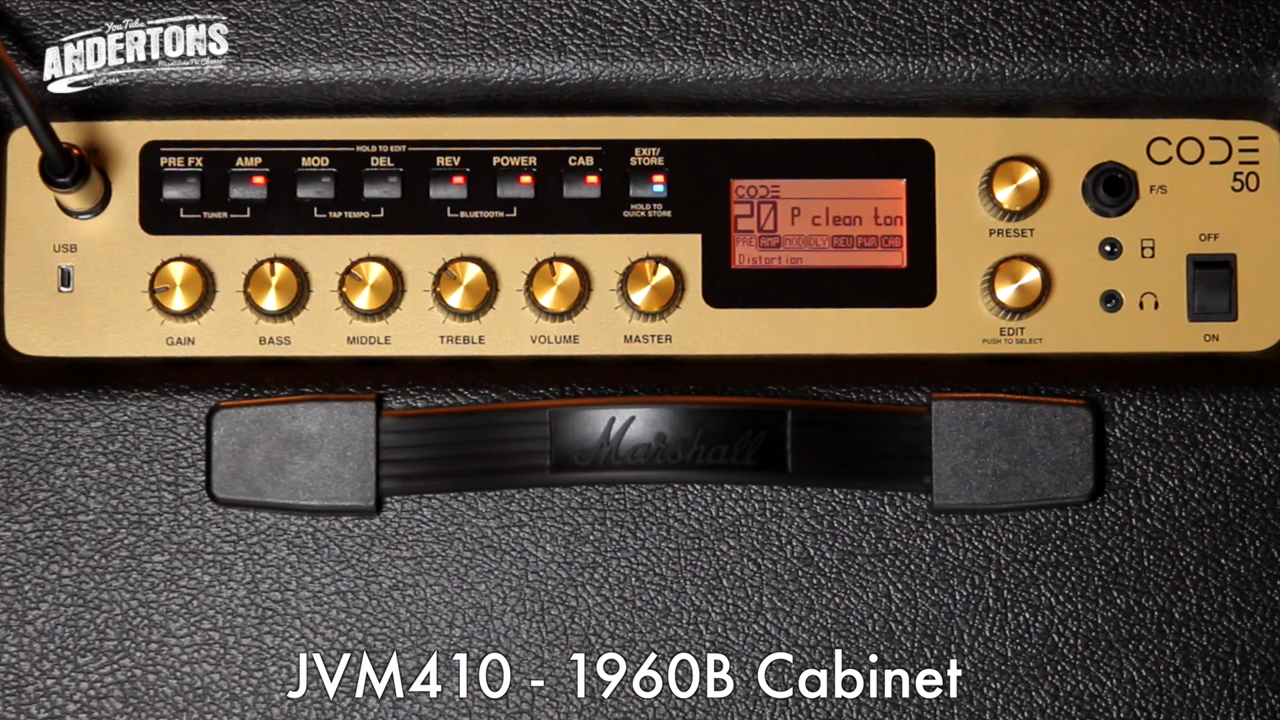 YouTube
ANDERTONS
HOLD TO EDIT
PRE FX AMP MOD DEL REV POWER CAB EXIT/
STORE
TUNER TAP TEMPO BLUETOOTH HOLD TO
QUICK STORE
CODE
20 P clean ton
PRE AMP MOD DLY REV PWR CAB
Distortion
PRESET
EDIT
PUSH TO SELECT
CODE
50
F/S
OFF
ON
USB
GAIN BASS MIDDLE TREBLE VOLUME MASTER
Marshall
JVM410 - 1960B Cabinet